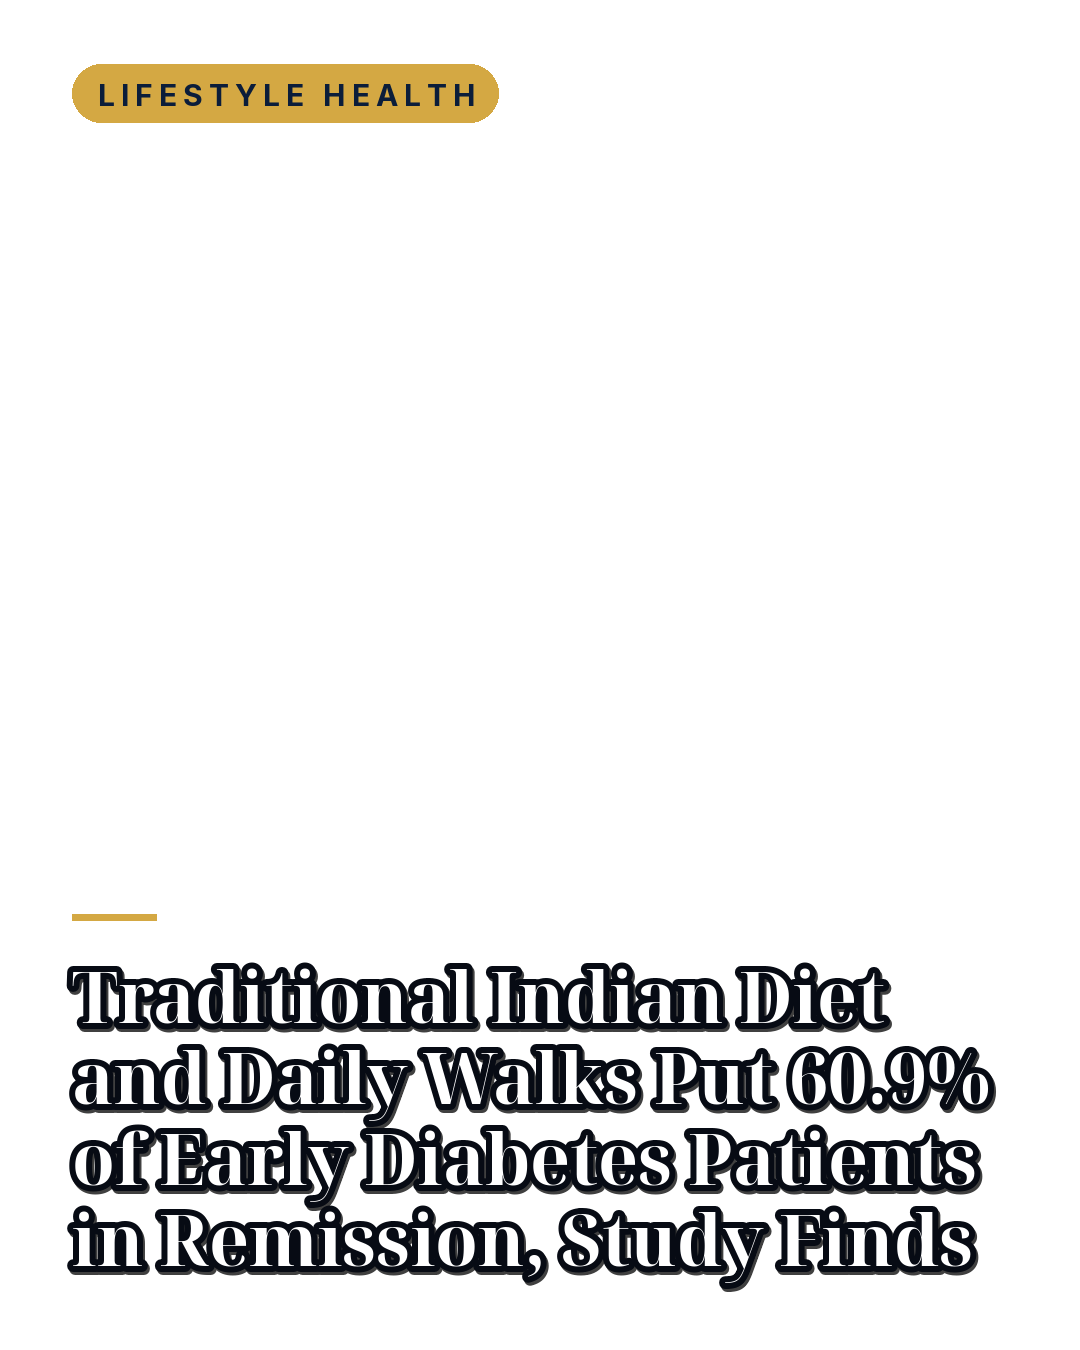 LIFESTYLE HEALTH
Traditional Indian Diet
and Daily Walks Put 60.9%
of Early Diabetes Patients
in Remission, Study Finds